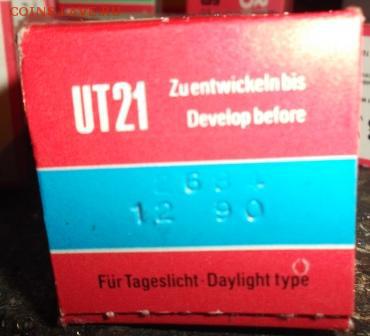 UT21
Zu entwickeln bis
Develop before
12 90
Für Tageslicht · Daylight type